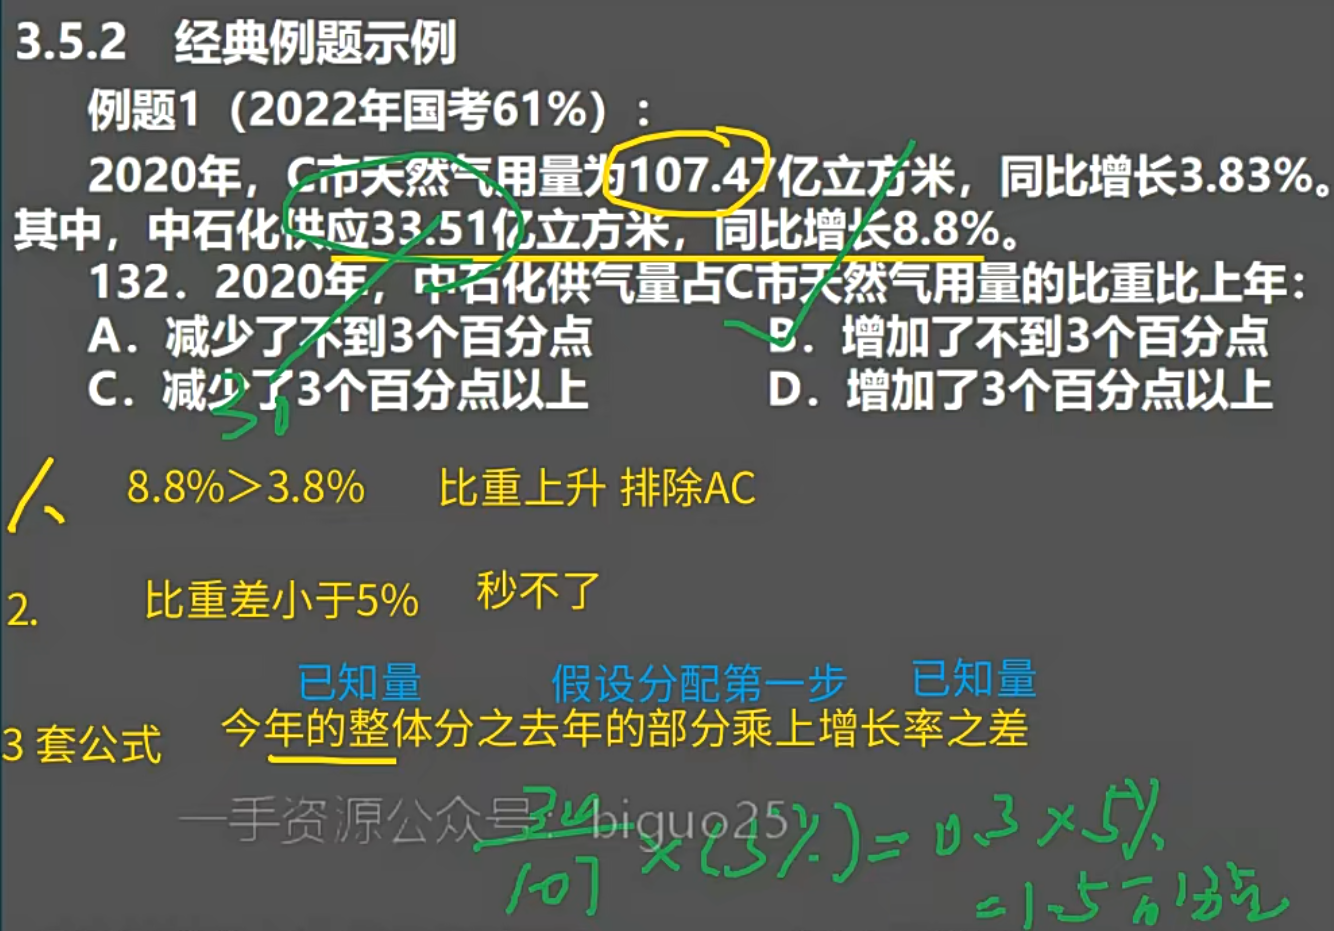 3.5.2 经典例题示例
例题1（2022年国考61%）：
2020年，C市天然气用量为107.47亿立方米，同比增长3.83%。
其中，中石化供应33.51亿立方米，同比增长8.8%。
132．2020年，中石化供气量占C市天然气用量的比重比上年：
A．减少了不到3个百分点 B．增加了不到3个百分点
C．减少了3个百分点以上 D．增加了3个百分点以上
30
1、 8.8%＞3.8% 比重上升 排除AC
2. 比重差小于5% 秒不了
已知量 假设分配第一步 已知量
3 套公式 今年的整体分之去年的部分乘上增长率之差
一手资源公众号：biguo25
30/107 ×(5%)=0.3×5%
=1.5百分点